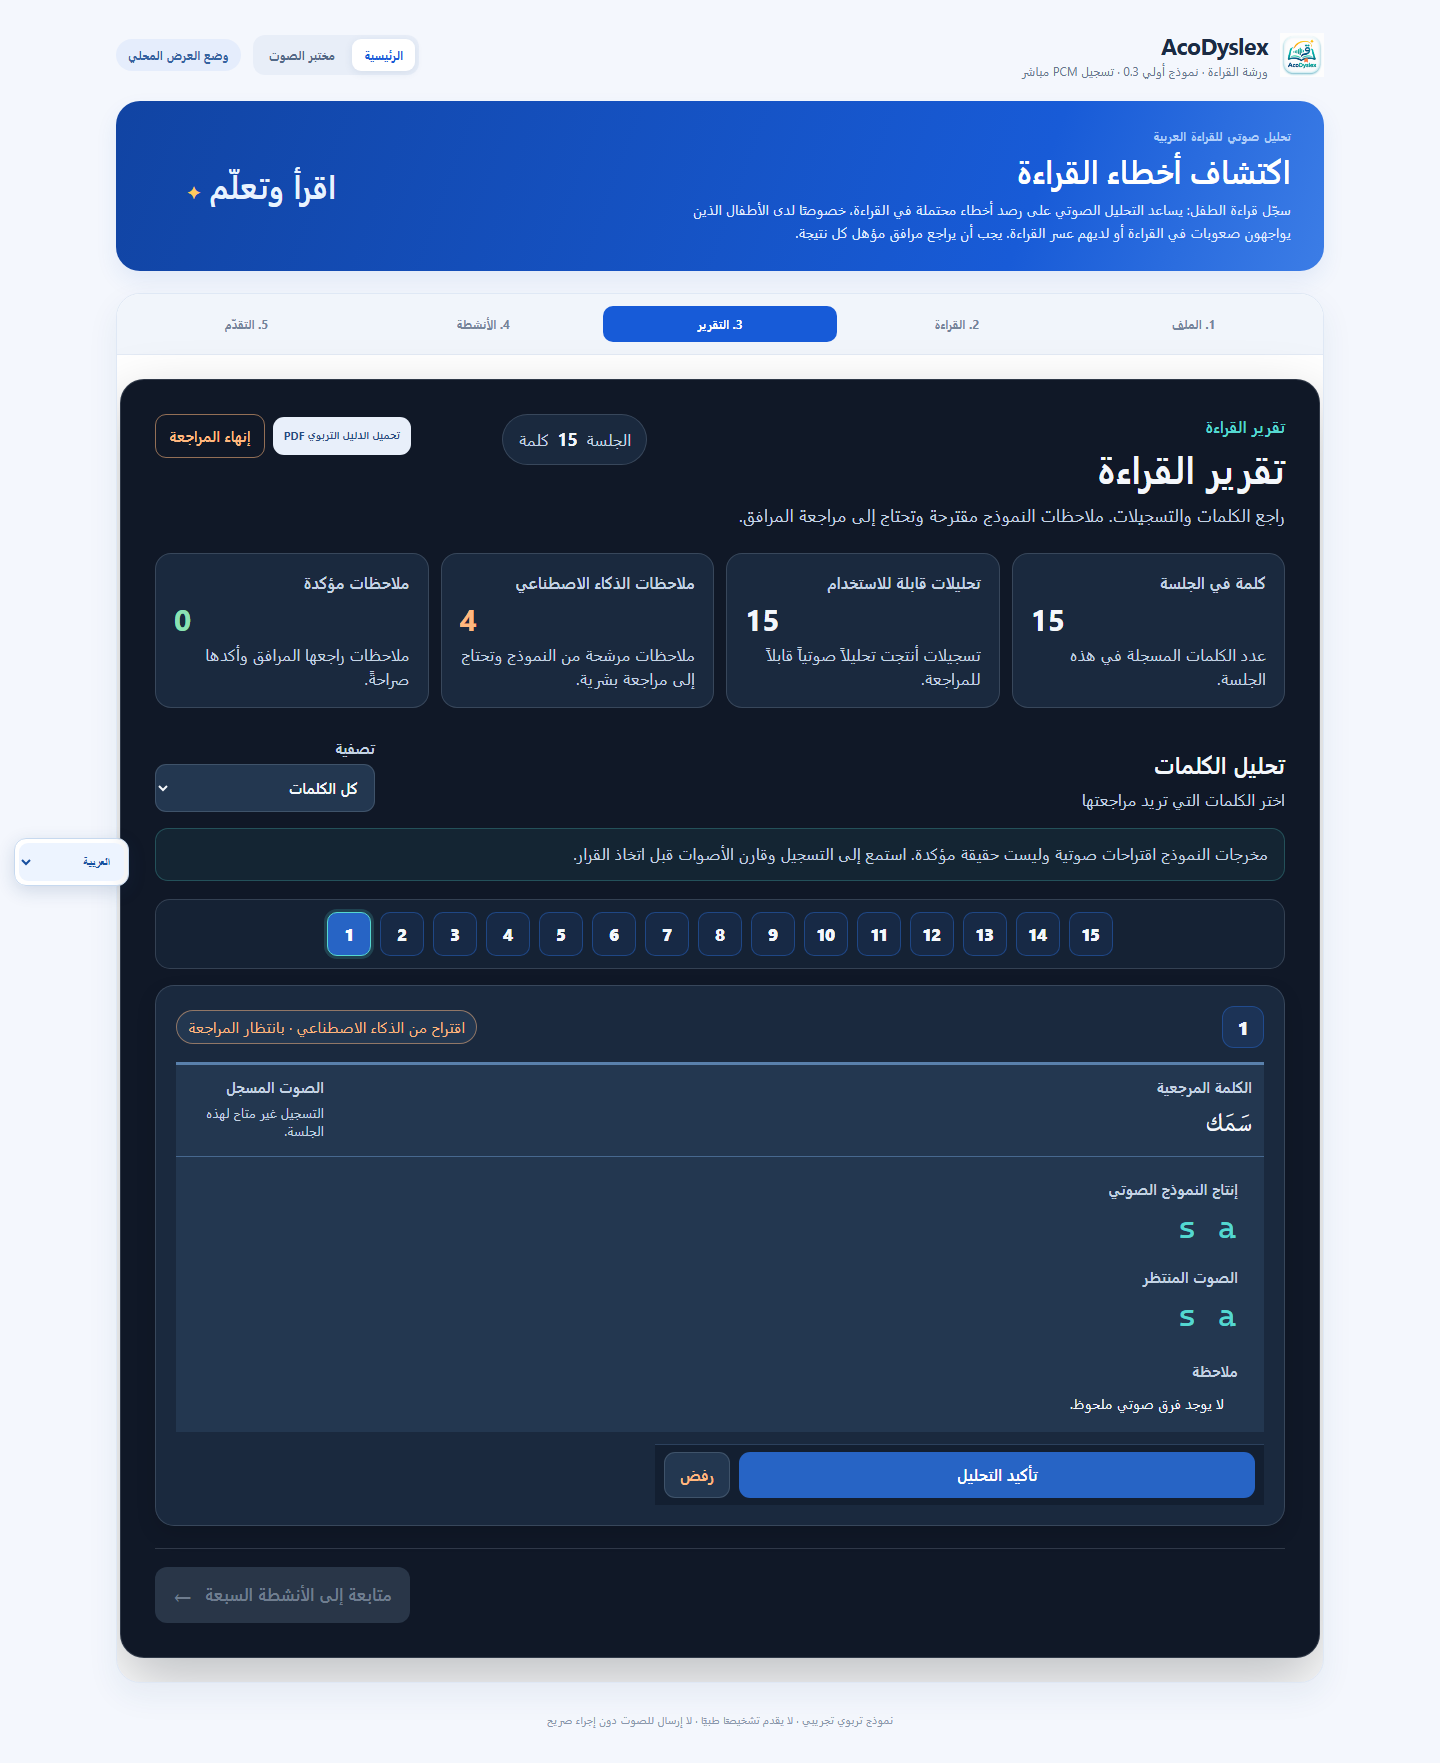 AcoDyslex
AcoDyslex
ورشة القراءة · نموذج أولي 0.3 · تسجيل PCM مباشر
الرئيسية
مختبر الصوت
وضع العرض المحلي
تحليل صوتي للقراءة العربية
اكتشاف أخطاء القراءة
سجّل قراءة الطفل: يساعد التحليل الصوتي على رصد أخطاء محتملة في القراءة، خصوصًا لدى الأطفال الذين
يواجهون صعوبات في القراءة أو لديهم عسر القراءة. يجب أن يراجع مرافق مؤهل كل نتيجة.
اقرأ وتعلّم
1. الملف
2. القراءة
3. التقرير
4. الأنشطة
5. التقدّم
تقرير القراءة
تقرير القراءة
راجع الكلمات والتسجيلات. ملاحظات النموذج مقترحة وتحتاج إلى مراجعة المرافق.
الجلسة 15 كلمة
تحميل الدليل التربوي PDF
إنهاء المراجعة
كلمة في الجلسة
15
عدد الكلمات المسجلة في هذه
الجلسة.
تحليلات قابلة للاستخدام
15
تسجيلات أنتجت تحليلاً صوتياً قابلاً
للمراجعة.
ملاحظات الذكاء الاصطناعي
4
ملاحظات مرشحة من النموذج وتحتاج
إلى مراجعة بشرية.
ملاحظات مؤكدة
0
ملاحظات راجعها المرافق وأكدها
صراحةً.
تحليل الكلمات
اختر الكلمات التي تريد مراجعتها
تصفية
كل الكلمات
العربية
مخرجات النموذج اقتراحات صوتية وليست حقيقة مؤكدة. استمع إلى التسجيل وقارن الأصوات قبل اتخاذ القرار.
1 2 3 4 5 6 7 8 9 10 11 12 13 14 15
1
اقتراح من الذكاء الاصطناعي · بانتظار المراجعة
الكلمة المرجعية
سَمَك
الصوت المسجل
التسجيل غير متاح لهذه
الجلسة.
إنتاج النموذج الصوتي
s a
الصوت المنتظر
s a
ملاحظة
لا يوجد فرق صوتي ملحوظ.
تأكيد التحليل
رفض
متابعة إلى الأنشطة السبعة ←
نموذج تربوي تجريبي · لا يقدم تشخيصًا طبيًا · لا إرسال للصوت دون إجراء صريح